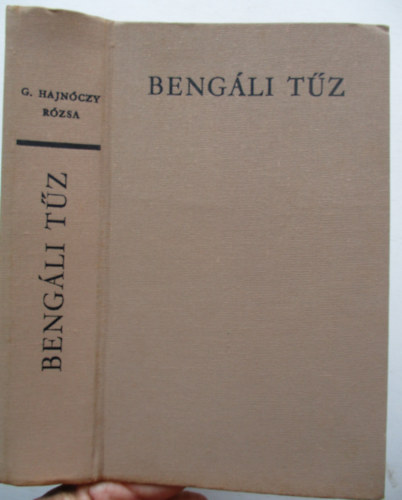 G. HAJNÓCZY
RÓZSA
BENGÁLI TŰZ
BENGÁLI TŰZ